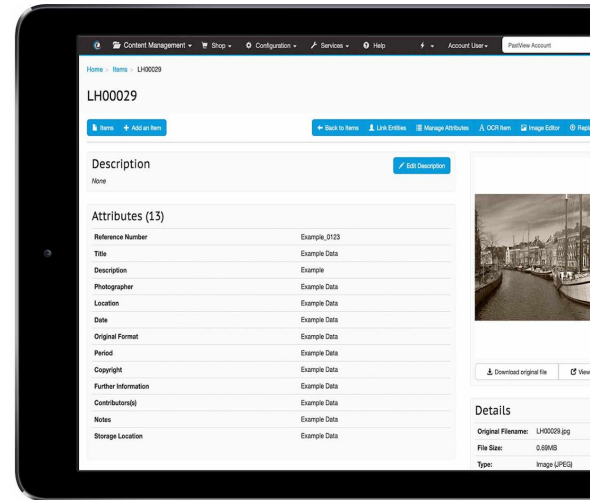 Content Management Shop Configuration Services Help Account User PastView Account
Home > Items > LH00029
LH00029
Items + Add an Item Back to Items Link Entities Manage Attributes OCR Item Image Editor
Description Edit Description
None
Attributes (13)
Reference Number Example_0123
Title Example Data
Description Example
Photographer Example Data
Location Example Data
Date Example Data
Original Format Example Data
Period Example Data
Copyright Example Data
Further Information Example Data
Contributors(s) Example Data
Notes Example Data
Storage Location Example Data
Download original file View
Details
Original Filename: LH00029.jpg
File Size: 0.69MB
Type: Image (JPEG)